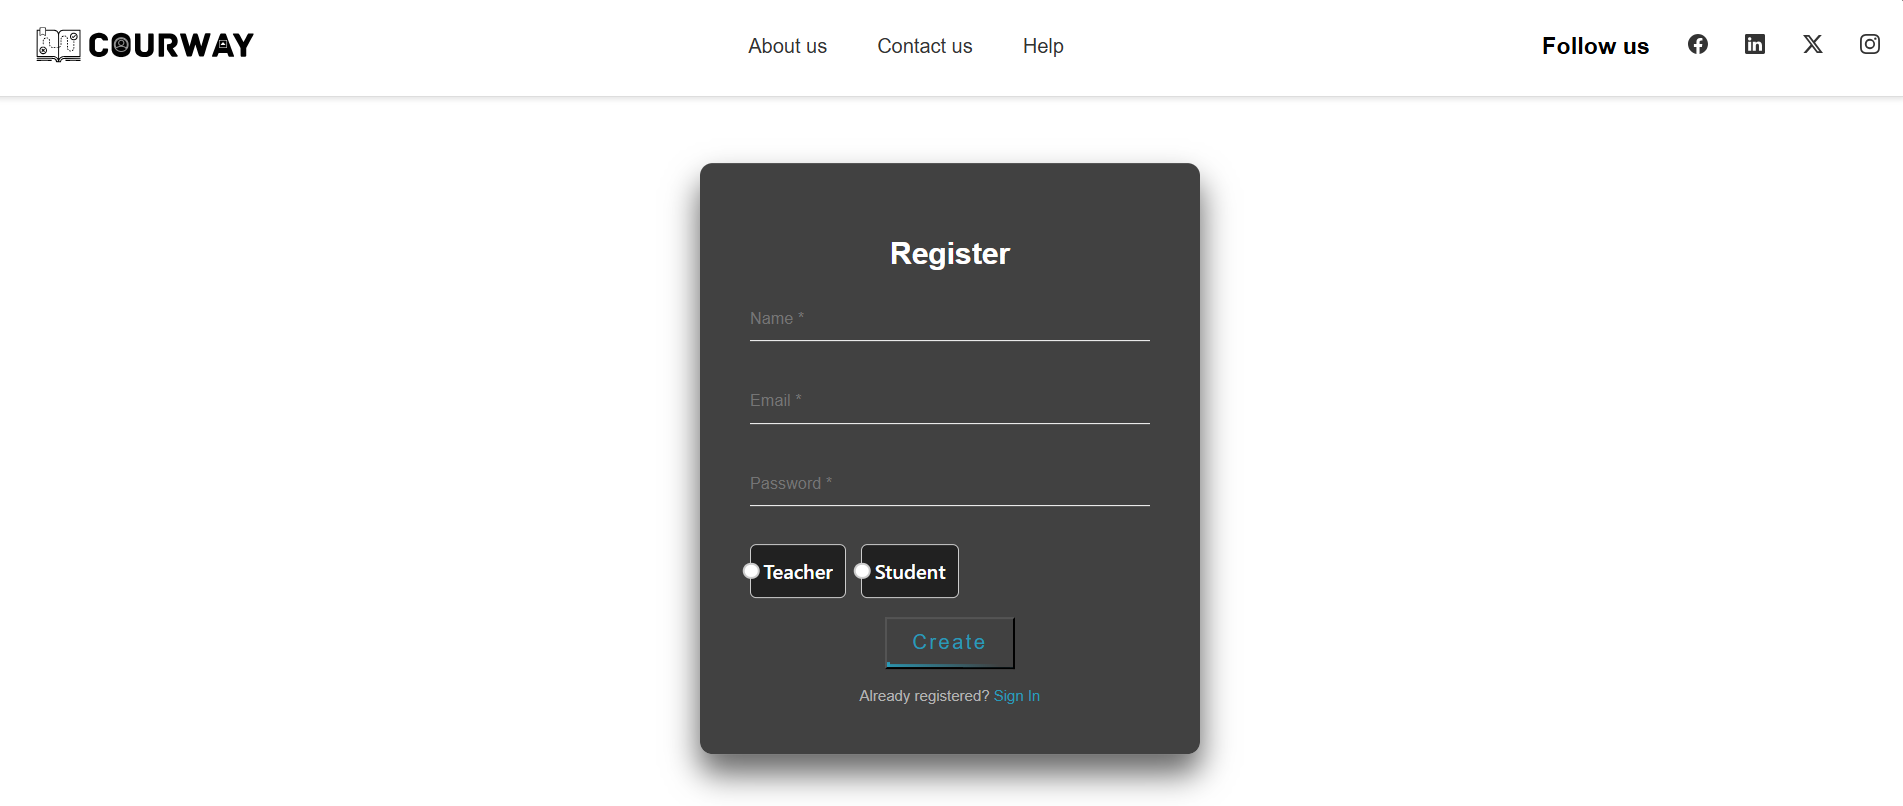 COURWAY
About us
Contact us
Help
Follow us
Register
Name *
Email *
Password *
Teacher
Student
Create
Already registered? Sign In